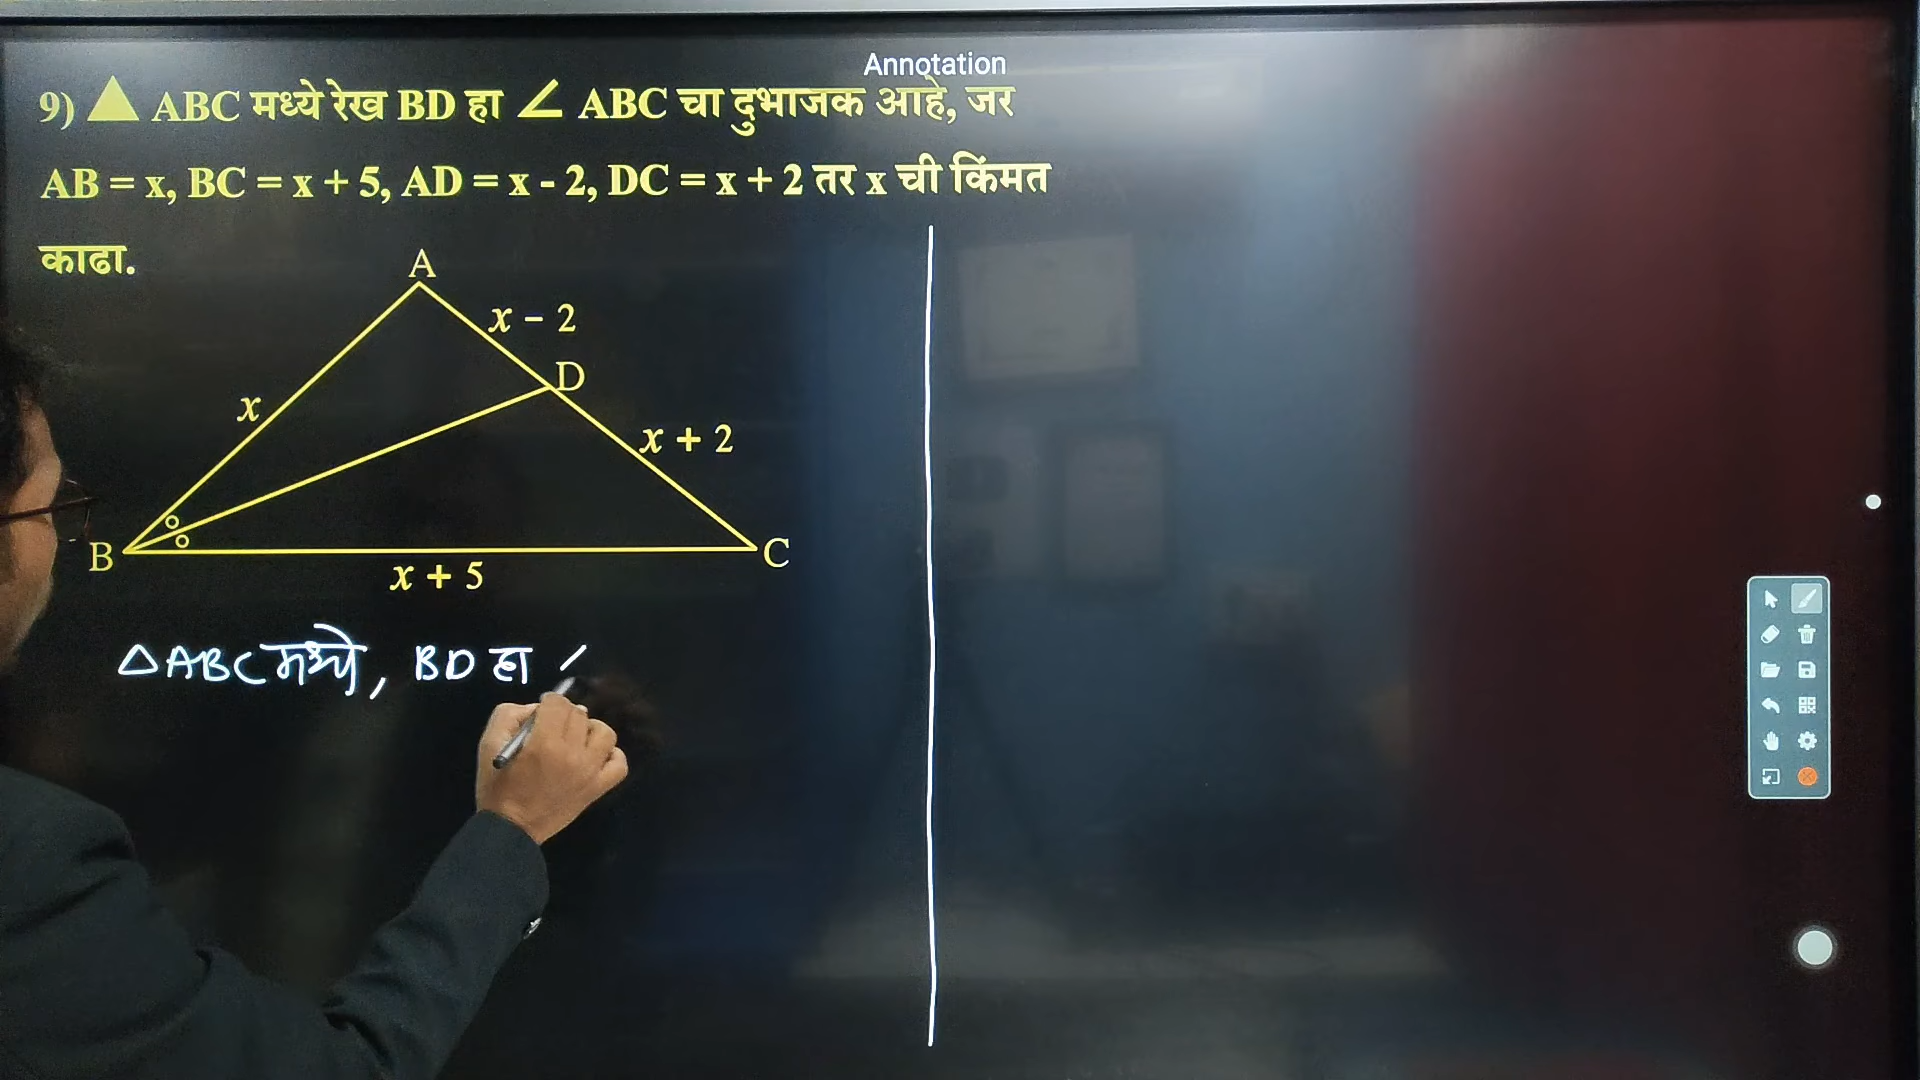 Annotation
9) ▲ ABC मध्ये रेख BD हा ∠ ABC चा दुभाजक आहे, जर
AB = x, BC = x + 5, AD = x - 2, DC = x + 2 तर x ची किंमत
काढा.
A
x − 2
D
x
x + 2
B
C
x + 5
△ABC मध्ये, BD हा